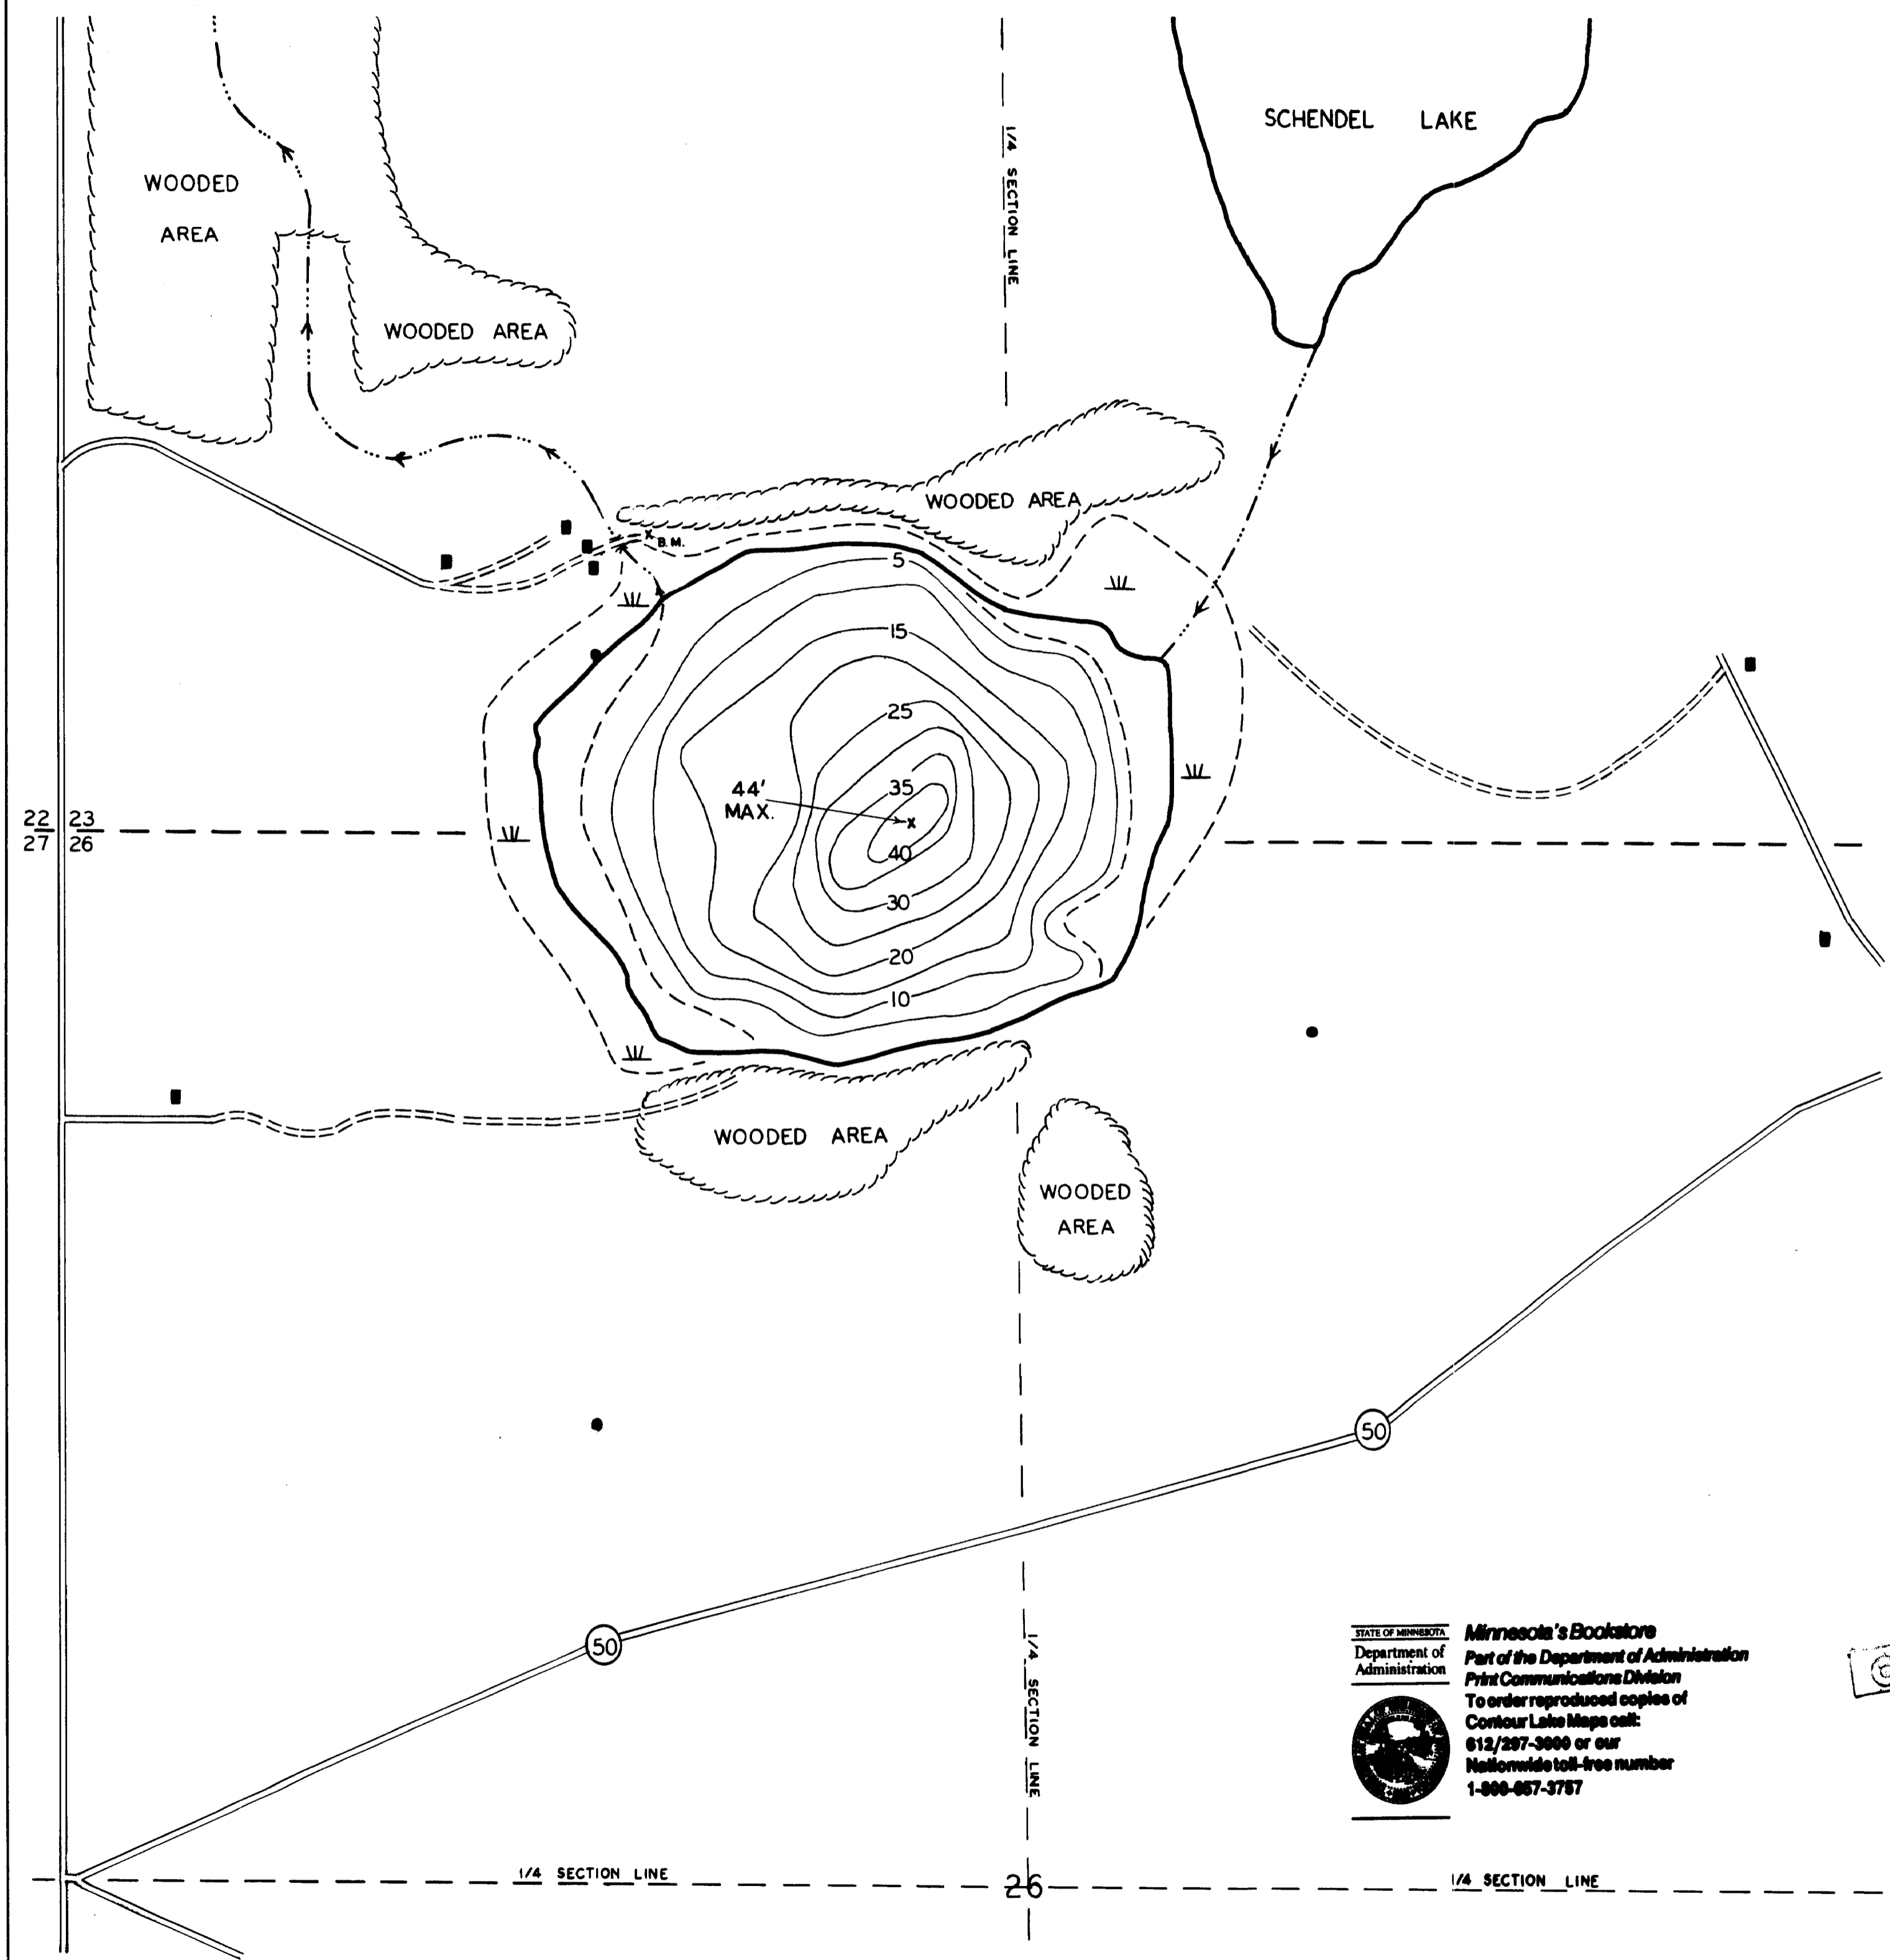 SCHENDEL LAKE
1/4 SECTION LINE
WOODED
AREA
WOODED AREA
WOODED AREA
B.M.
5
15
25
35
44'
MAX.
x
40
30
20
10
22 23
27 26
WOODED AREA
WOODED
AREA
50
50
1/4 SECTION LINE
STATE OF MINNESOTA
Department of
Administration
Minnesota's Bookstore
Part of the Department of Administration
Print Communications Division
To order reproduced copies of
Contour Lake Maps call:
612/297-3000 or our
Nationwide toll-free number
1-800-657-3757
1/4 SECTION LINE
26
1/4 SECTION LINE